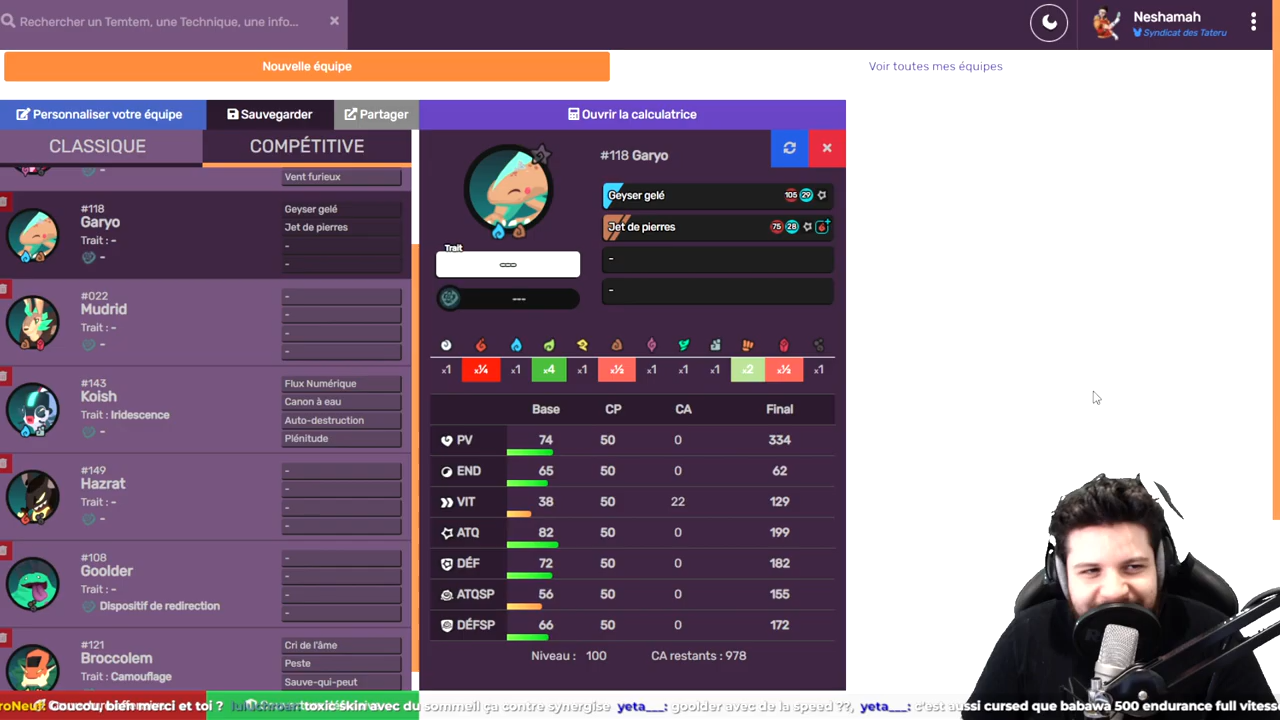 Rechercher un Temtem, une Technique, une info...
Neshamah
Syndicat des Tateru
Nouvelle équipe
Voir toutes mes équipes
Personnaliser votre équipe
Sauvegarder
Partager
Ouvrir la calculatrice
CLASSIQUE
COMPÉTITIVE
-
Vent furieux
#118
Garyo
Trait : -
-
Geyser gelé
Jet de pierres
-
-
#022
Mudrid
Trait : -
-
-
-
-
-
#143
Koish
Trait : Iridescence
-
Flux Numérique
Canon à eau
Auto-destruction
Plénitude
#149
Hazrat
Trait : -
-
-
-
-
-
#108
Goolder
Trait : -
Dispositif de redirection
-
-
-
-
#121
Broccolem
Trait : Camouflage
Cri de l'âme
Peste
Sauve-qui-peut
#118 Garyo
Geyser gelé 105 29
Jet de pierres 75 28
-
-
Trait
---
---
x1 x¼ x1 x4 x1 x½ x1 x1 x1 x2 x½ x1
Base CP CA Final
PV 74 50 0 334
END 65 50 0 62
VIT 38 50 22 129
ATQ 82 50 0 199
DÉF 72 50 0 182
ATQSP 56 50 0 155
DÉFSP 66 50 0 172
Niveau : 100 CA restants : 978
Coucou, bien merci et toi ? toxic skin avec du sommeil ça contre synergise yeta___: goolder avec de la speed ??, yeta___: c'est aussi cursed que babawa 500 endurance full vitesse